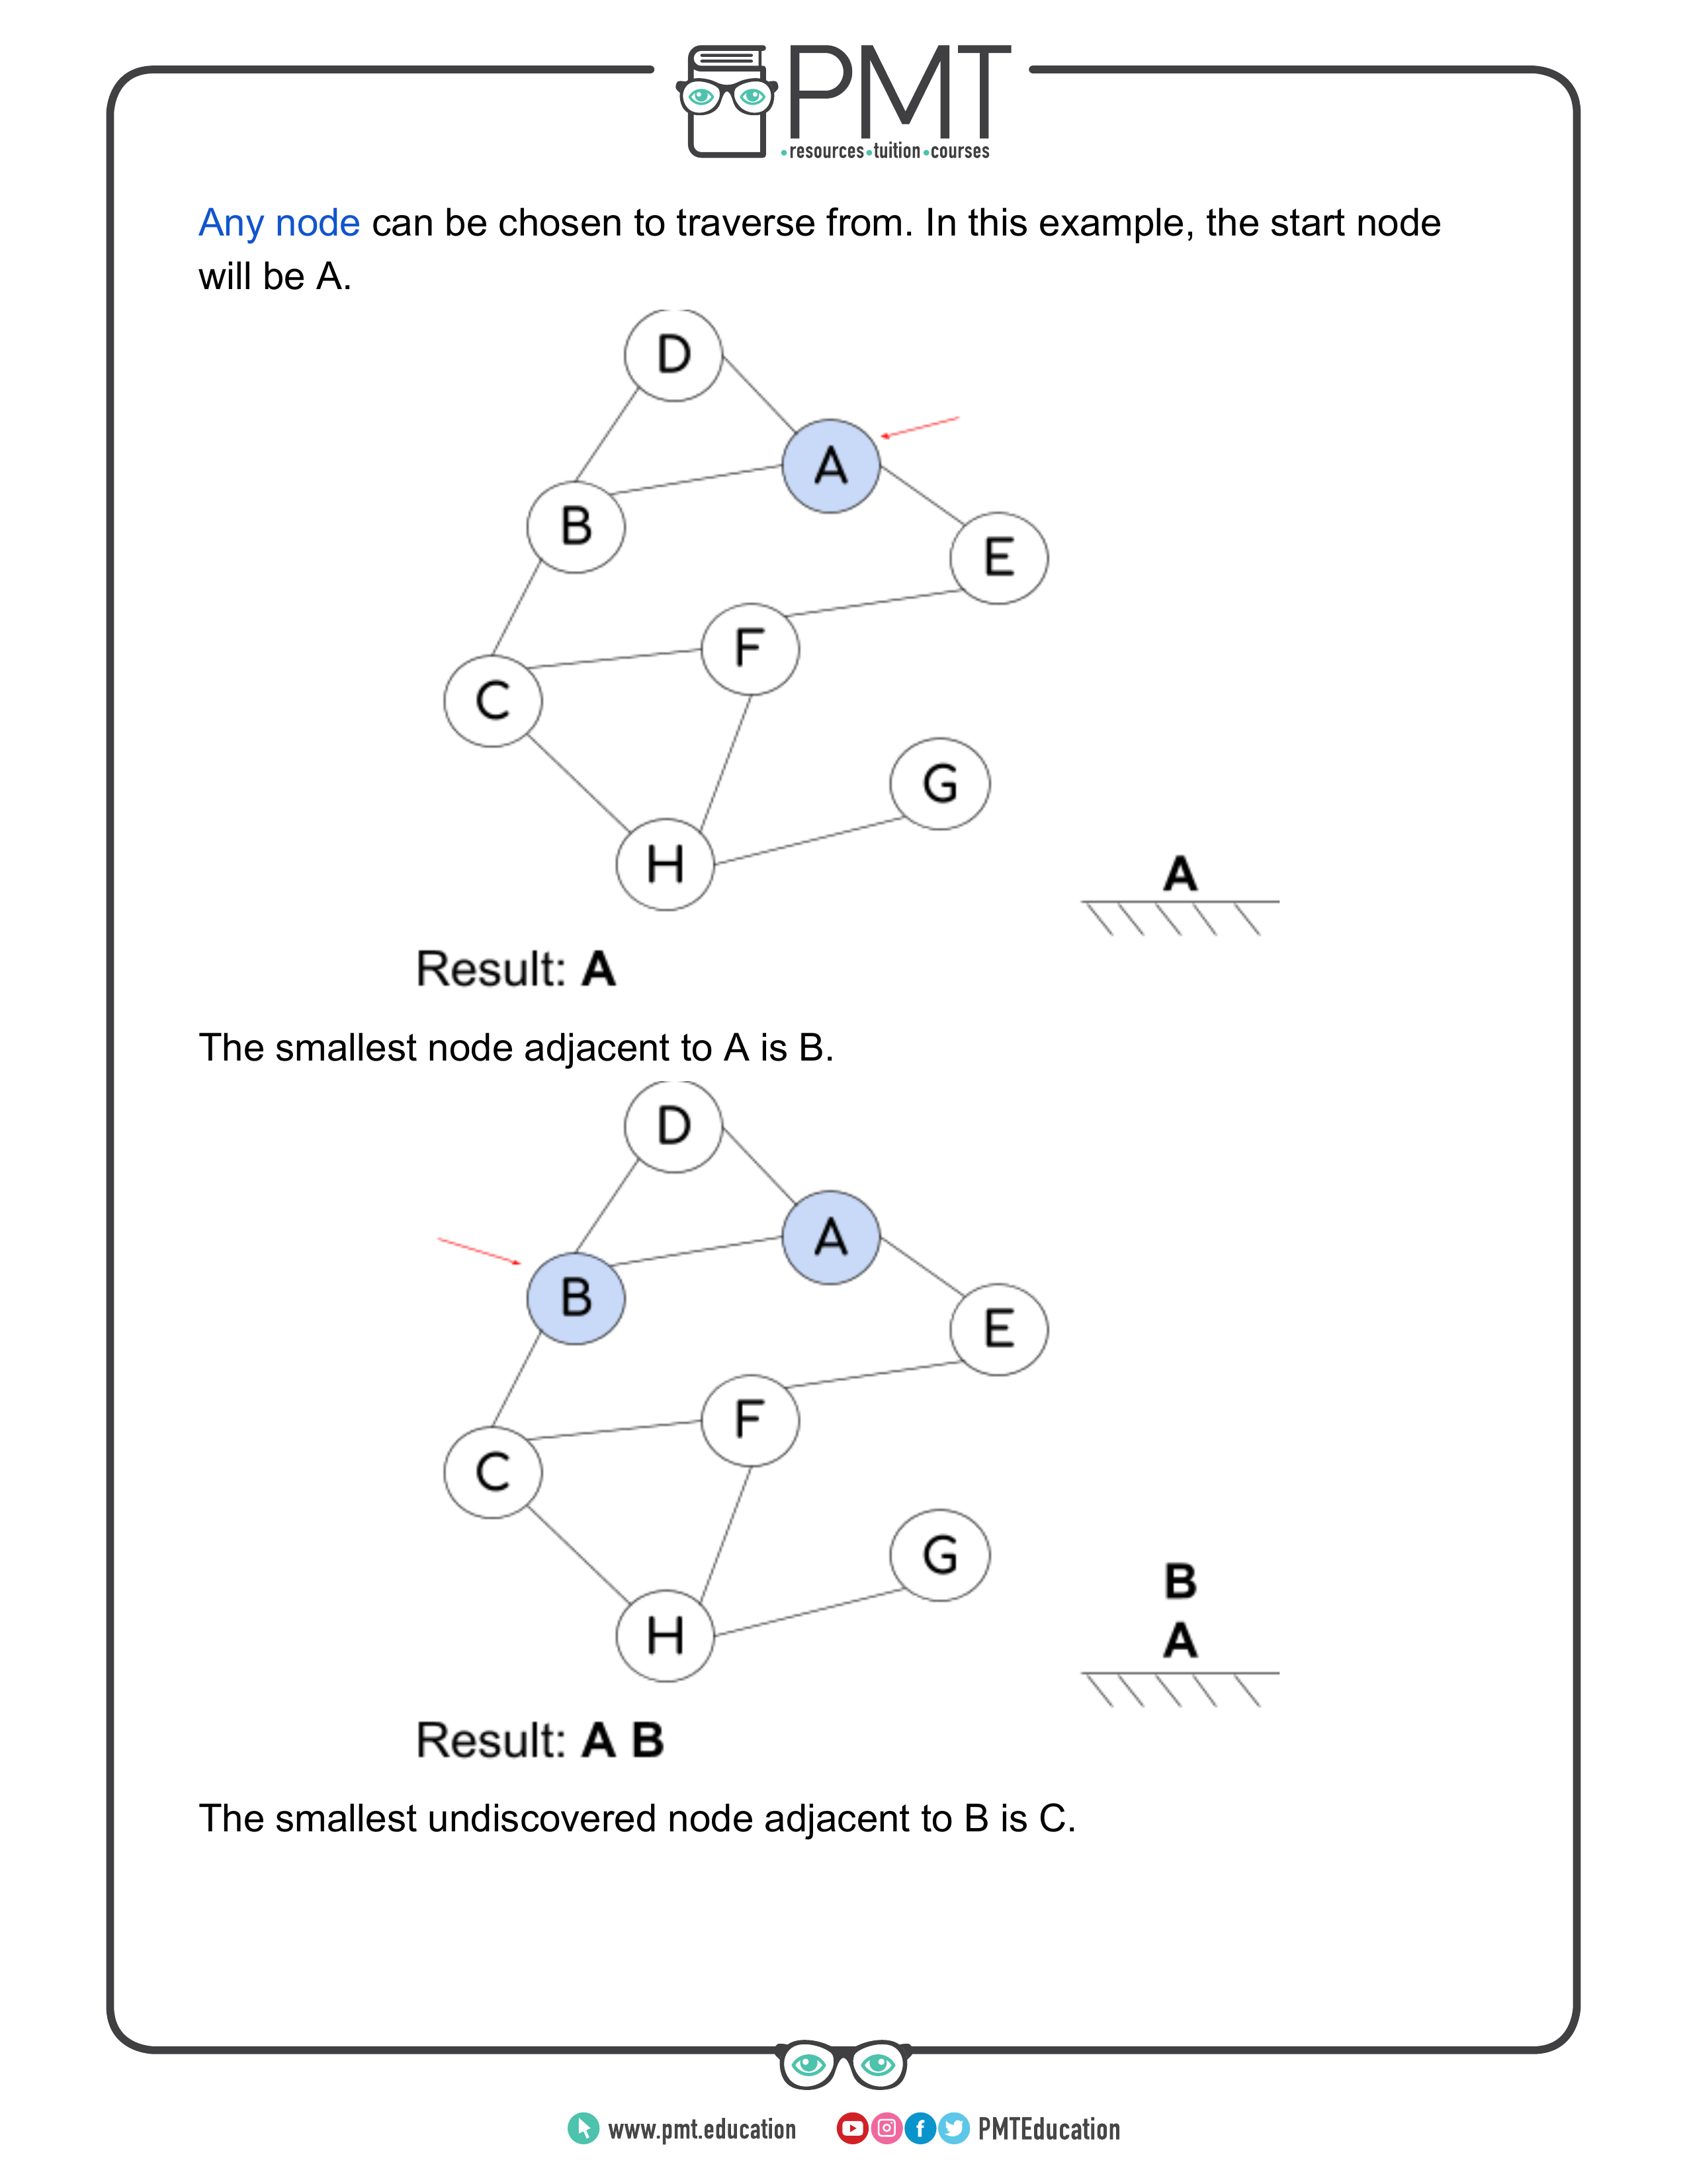 PMT
•resources•tuition•courses
Any node can be chosen to traverse from. In this example, the start node
will be A.
D
A
B
E
F
C
G
H
A
Result: A
The smallest node adjacent to A is B.
D
A
B
E
F
C
G
B
H
A
Result: A B
The smallest undiscovered node adjacent to B is C.
www.pmt.education
PMTEducation